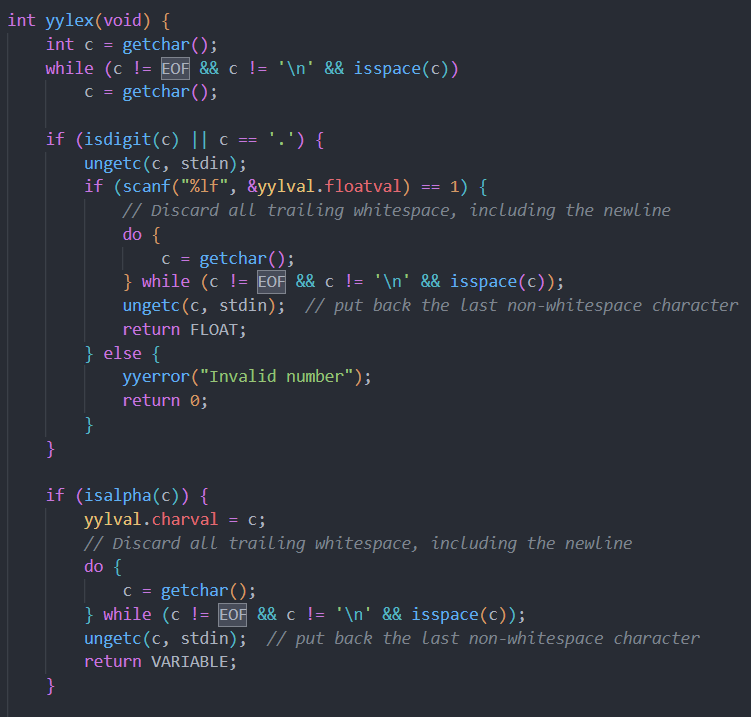 int yylex(void) {
    int c = getchar();
    while (c != EOF && c != '\n' && isspace(c))
        c = getchar();

    if (isdigit(c) || c == '.') {
        ungetc(c, stdin);
        if (scanf("%lf", &yylval.floatval) == 1) {
            // Discard all trailing whitespace, including the newline
            do {
                c = getchar();
            } while (c != EOF && c != '\n' && isspace(c));
            ungetc(c, stdin);  // put back the last non-whitespace character
            return FLOAT;
        } else {
            yyerror("Invalid number");
            return 0;
        }
    }

    if (isalpha(c)) {
        yylval.charval = c;
        // Discard all trailing whitespace, including the newline
        do {
            c = getchar();
        } while (c != EOF && c != '\n' && isspace(c));
        ungetc(c, stdin);  // put back the last non-whitespace character
        return VARIABLE;
    }